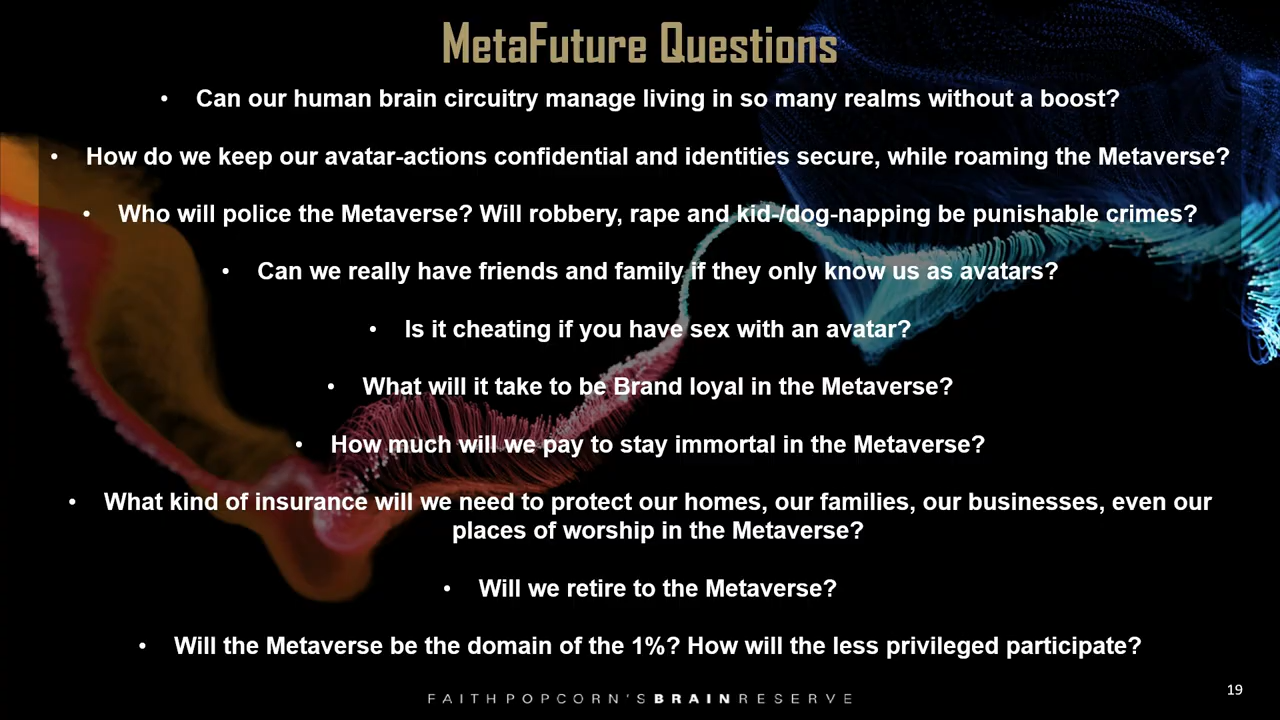 MetaFuture Questions
• Can our human brain circuitry manage living in so many realms without a boost?
• How do we keep our avatar-actions confidential and identities secure, while roaming the Metaverse?
• Who will police the Metaverse? Will robbery, rape and kid-/dog-napping be punishable crimes?
• Can we really have friends and family if they only know us as avatars?
• Is it cheating if you have sex with an avatar?
• What will it take to be Brand loyal in the Metaverse?
• How much will we pay to stay immortal in the Metaverse?
• What kind of insurance will we need to protect our homes, our families, our businesses, even our
places of worship in the Metaverse?
• Will we retire to the Metaverse?
• Will the Metaverse be the domain of the 1%? How will the less privileged participate?
FAITHPOPCORN'SBRAINRESERVE
19